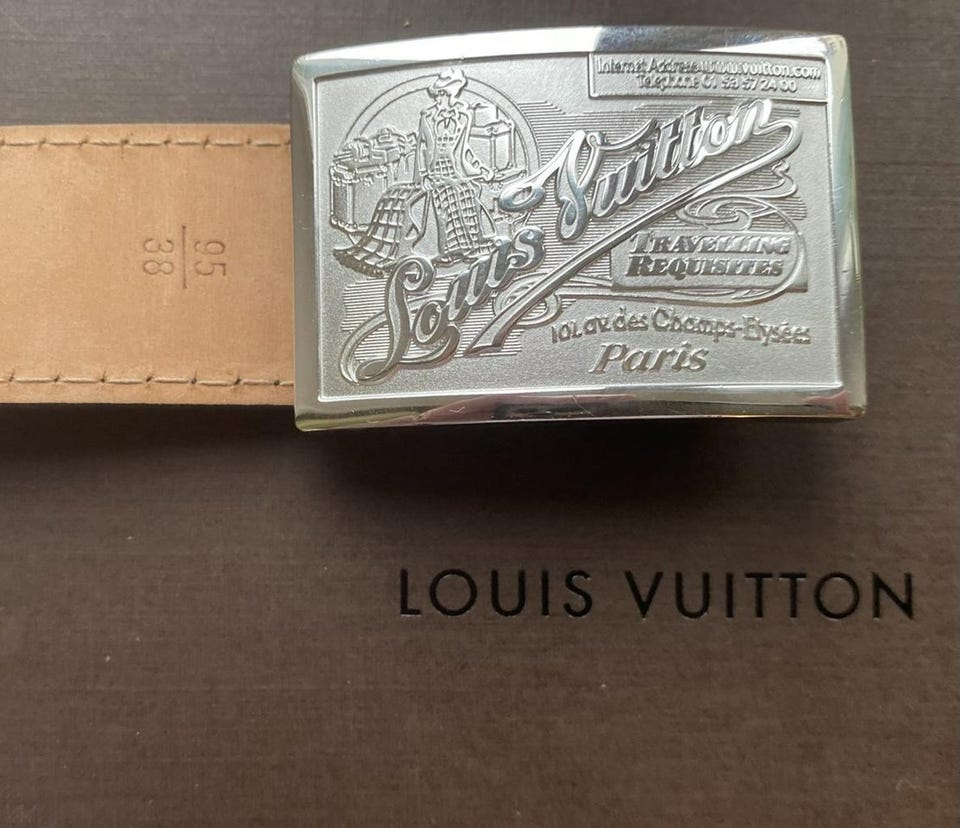 95
38
Internet Address:www.vuitton.com
Telephone 01 53 57 24 00
Louis Vuitton
TRAVELLING
REQUISITES
101, av. des Champs-Elysées
Paris
LOUIS VUITTON